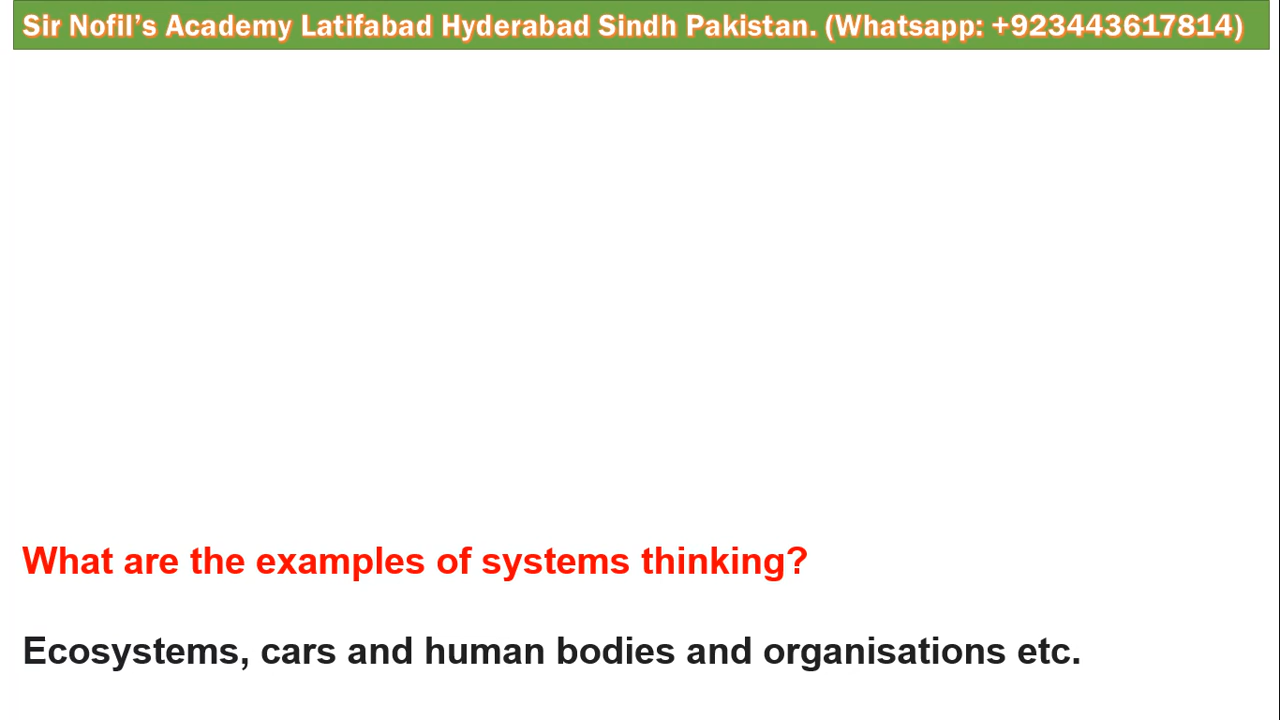 Sir Nofil’s Academy Latifabad Hyderabad Sindh Pakistan. (Whatsapp: +923443617814)
What are the examples of systems thinking?
Ecosystems, cars and human bodies and organisations etc.